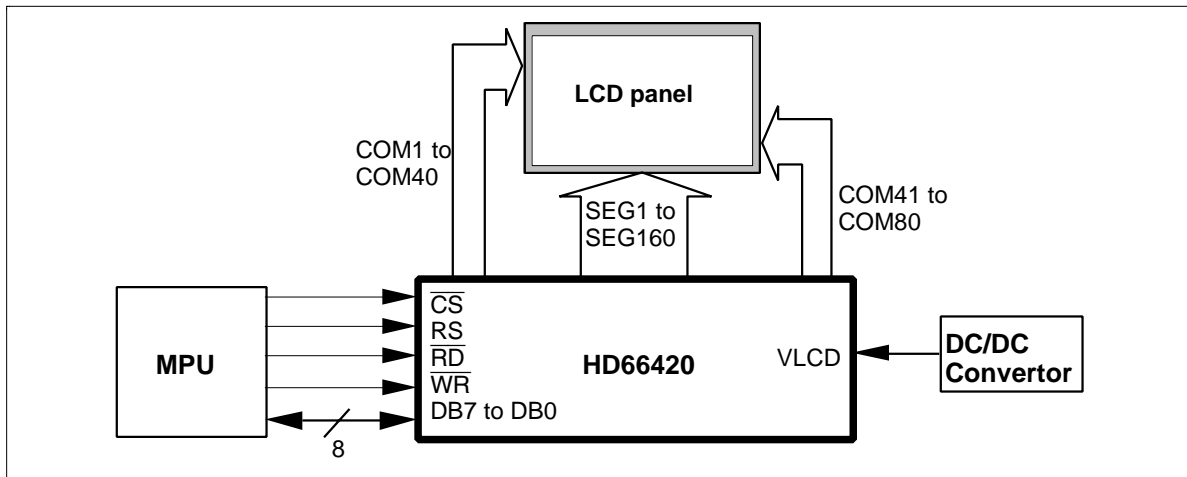 LCD panel
COM1 to
COM40
SEG1 to
SEG160
COM41 to
COM80
MPU
CS
RS
RD
WR
DB7 to DB0
8
HD66420
VLCD
DC/DC
Convertor